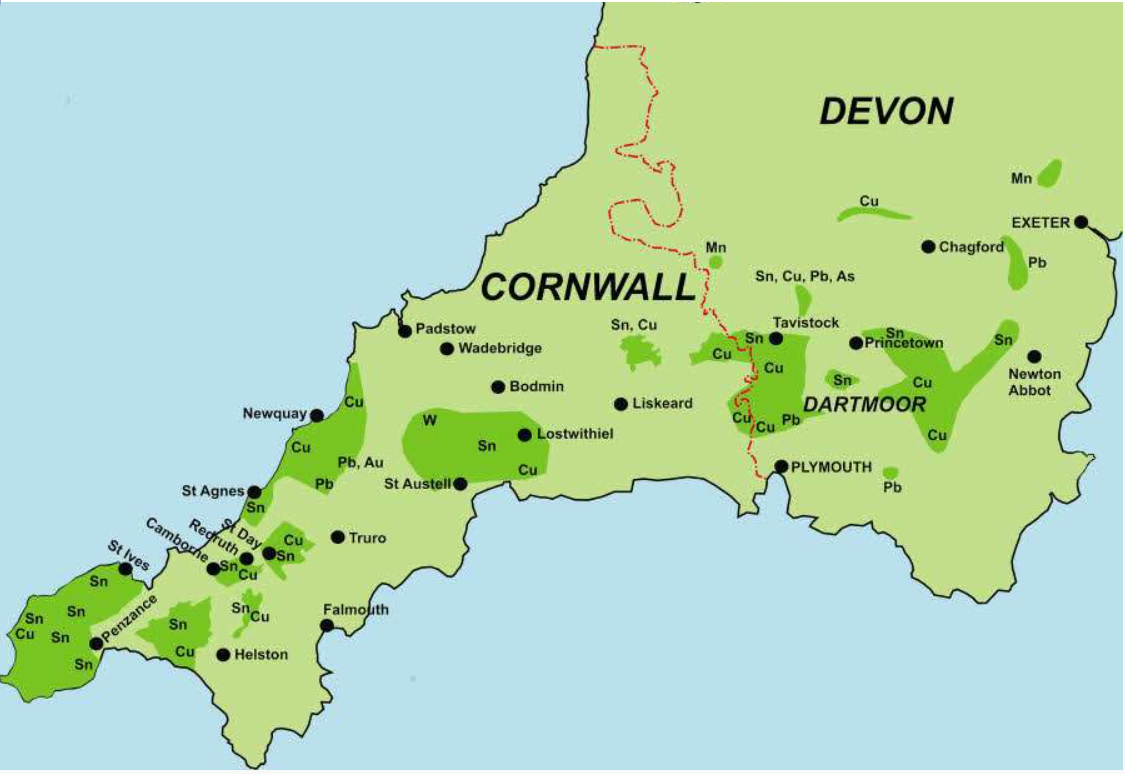 DEVON
Mn
Cu
EXETER
Chagford
Pb
Mn
Sn, Cu, Pb, As
CORNWALL
Padstow
Wadebridge
Sn, Cu
Tavistock
Sn
Cu
Cu
Princetown
Sn
Sn
Cu
Newton
Abbot
Sn
DARTMOOR
Bodmin
Liskeard
Cu
Cu
Pb
Cu
Newquay
Cu
Cu
Pb, Au
Pb
W
Sn
Lostwithiel
Cu
St Austell
PLYMOUTH
Pb
St Agnes
Sn
St Day
Redruth
Camborne
Cu
Sn
Sn
Cu
Truro
St Ives
Sn
Sn
Sn
Cu
Sn
Sn
Penzance
Sn
Cu
Sn
Cu
Falmouth
Helston